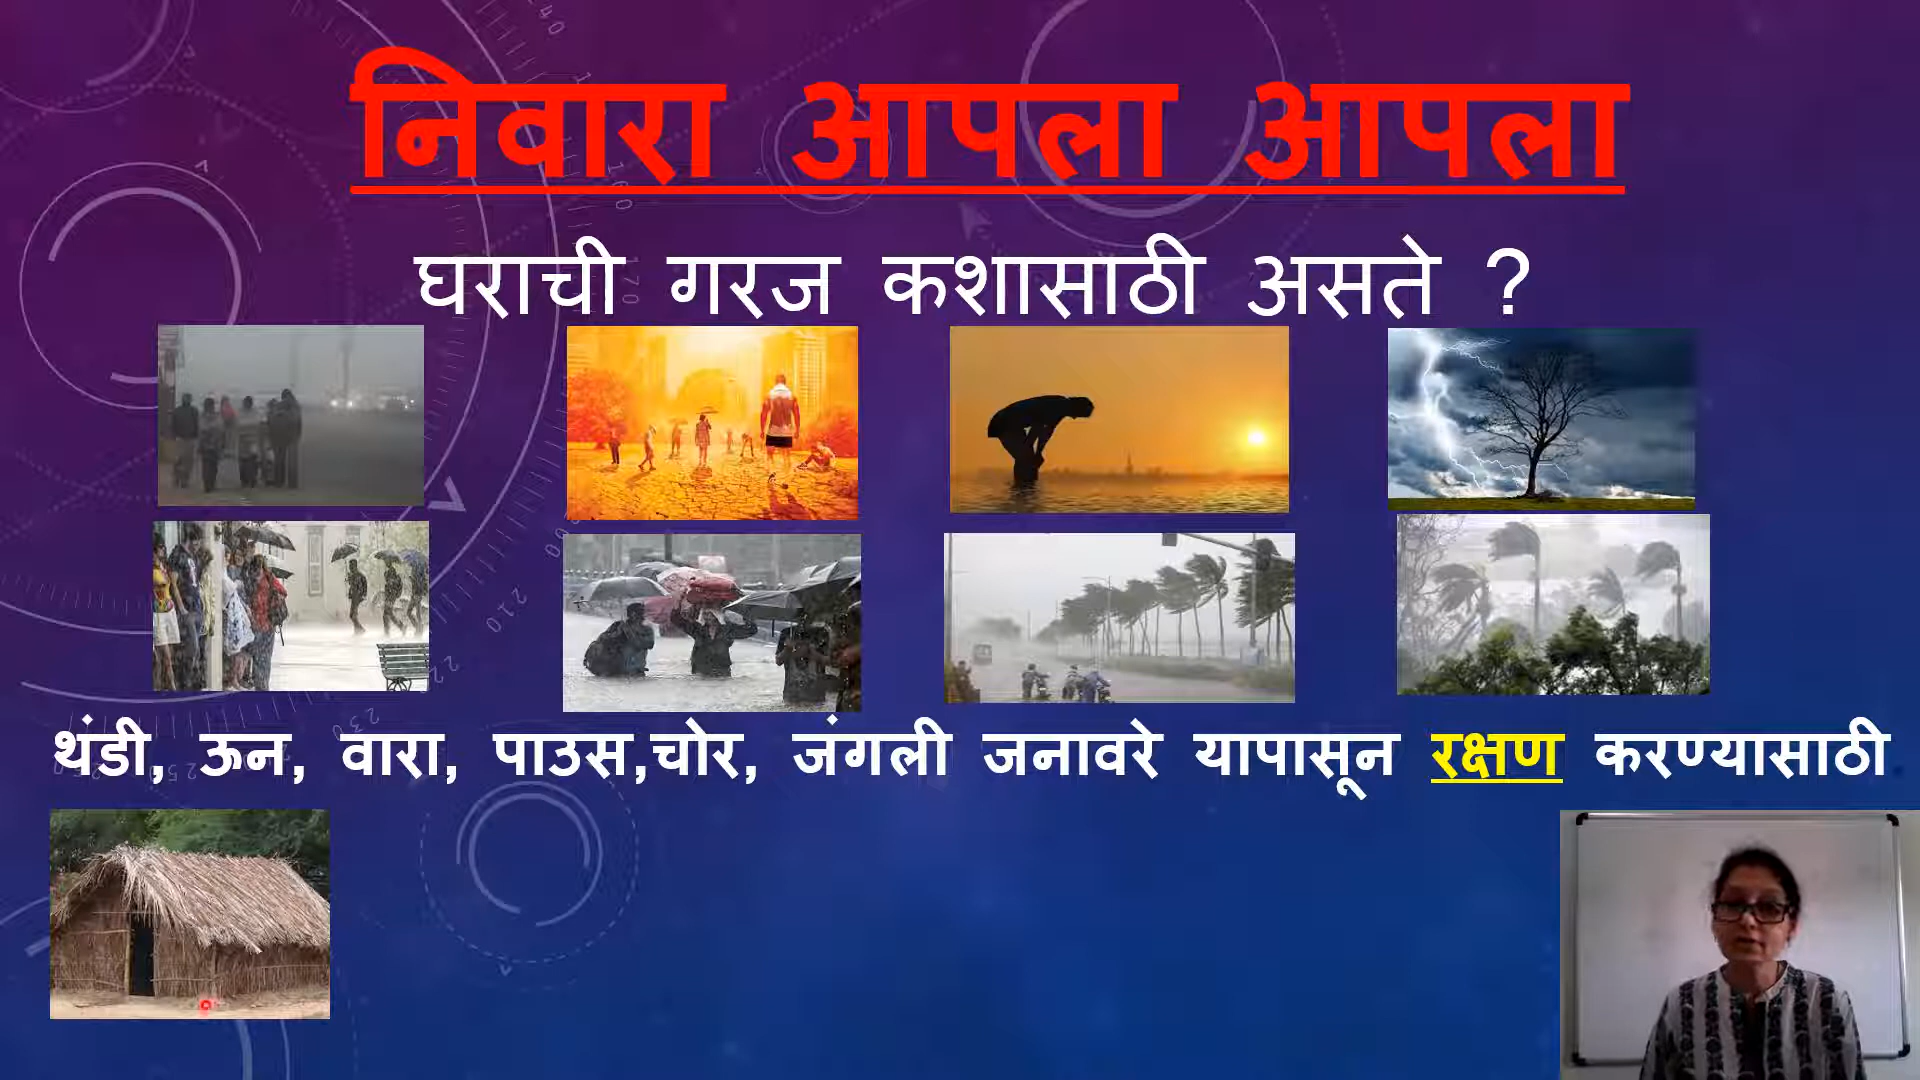 निवारा आपला आपला
घराची गरज कशासाठी असते ?
थंडी, ऊन, वारा, पाउस,चोर, जंगली जनावरे यापासून रक्षण करण्यासाठी